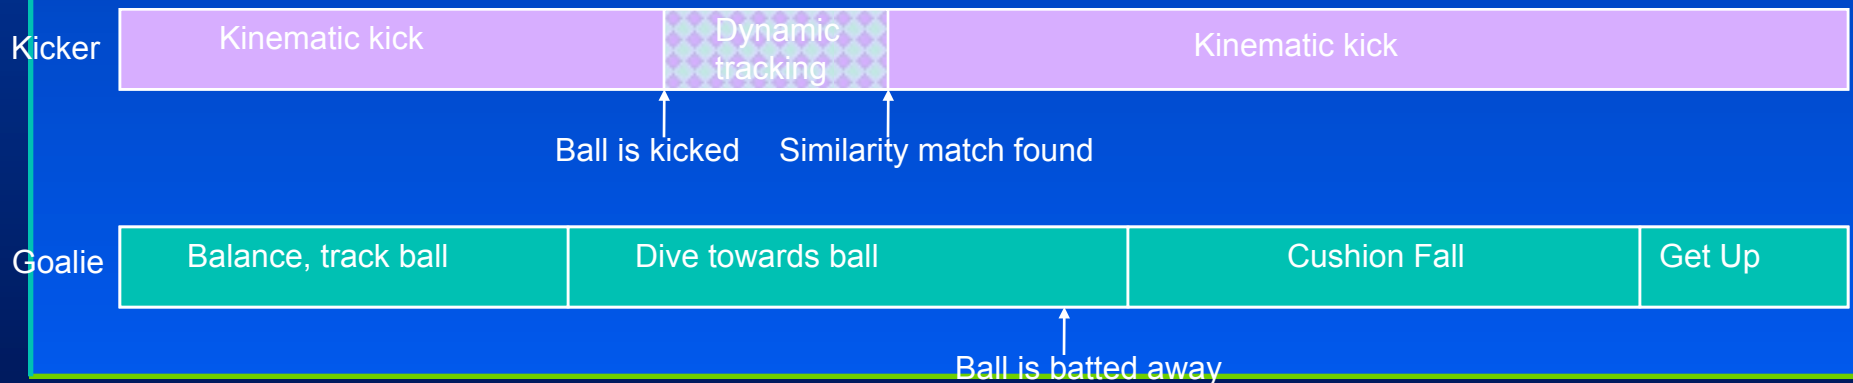 Kicker
Kinematic kick
Dynamic
tracking
Kinematic kick
Ball is kicked
Similarity match found
Goalie
Balance, track ball
Dive towards ball
Cushion Fall
Get Up
Ball is batted away